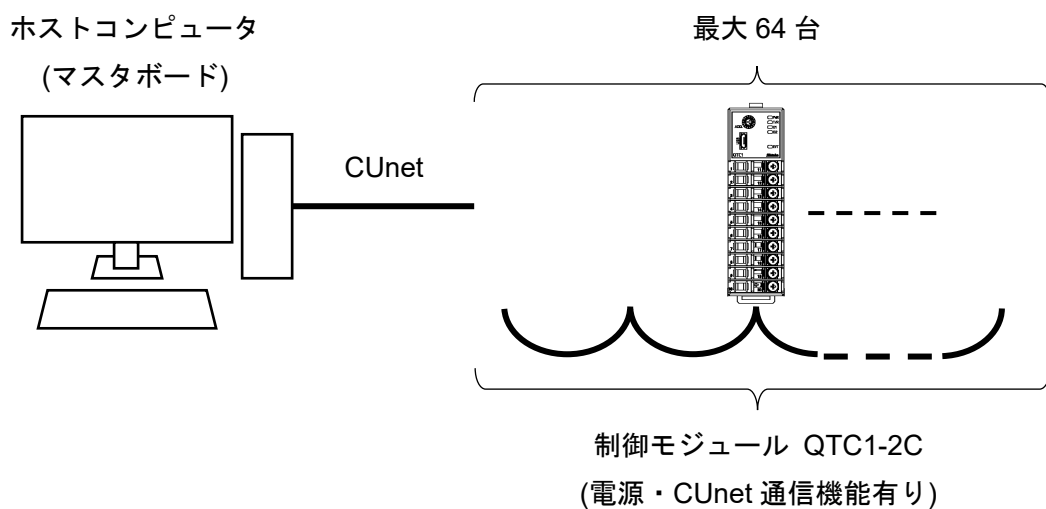 ホストコンピュータ
(マスタボード)
最大 64 台
CUnet
QTC1
制御モジュール QTC1-2C
(電源・CUnet 通信機能有り)